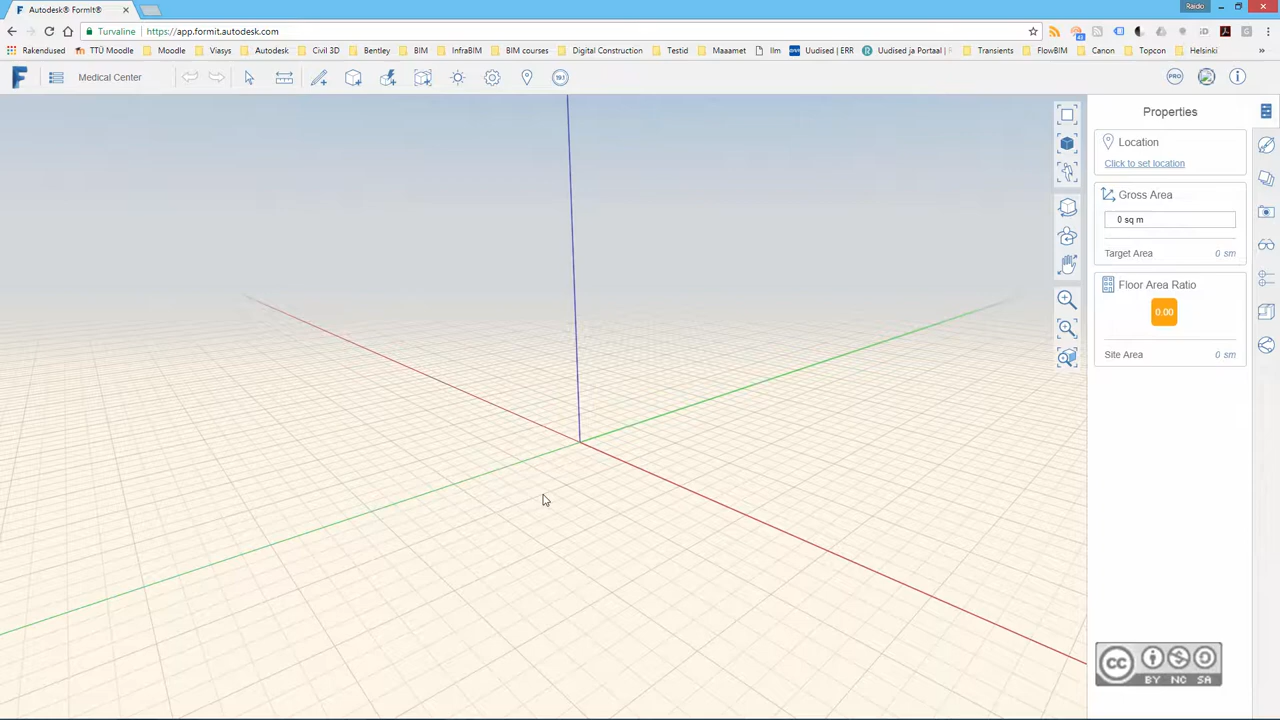 Autodesk® FormIt®
Raido
Turvaline
https://app.formit.autodesk.com
Rakendused TTÜ Moodle Moodle Viasys Autodesk Civil 3D Bentley BIM InfraBIM BIM courses Digital Construction Testid Maaamet Ilm Uudised | ERR Uudised ja Portaal | Transients FlowBIM Canon Topcon Helsinki »
Medical Center
193
PRO
Properties
Location
Click to set location
Gross Area
0 sq m
Target Area 0 sm
Floor Area Ratio
0.00
Site Area 0 sm
cc
BY NC SA